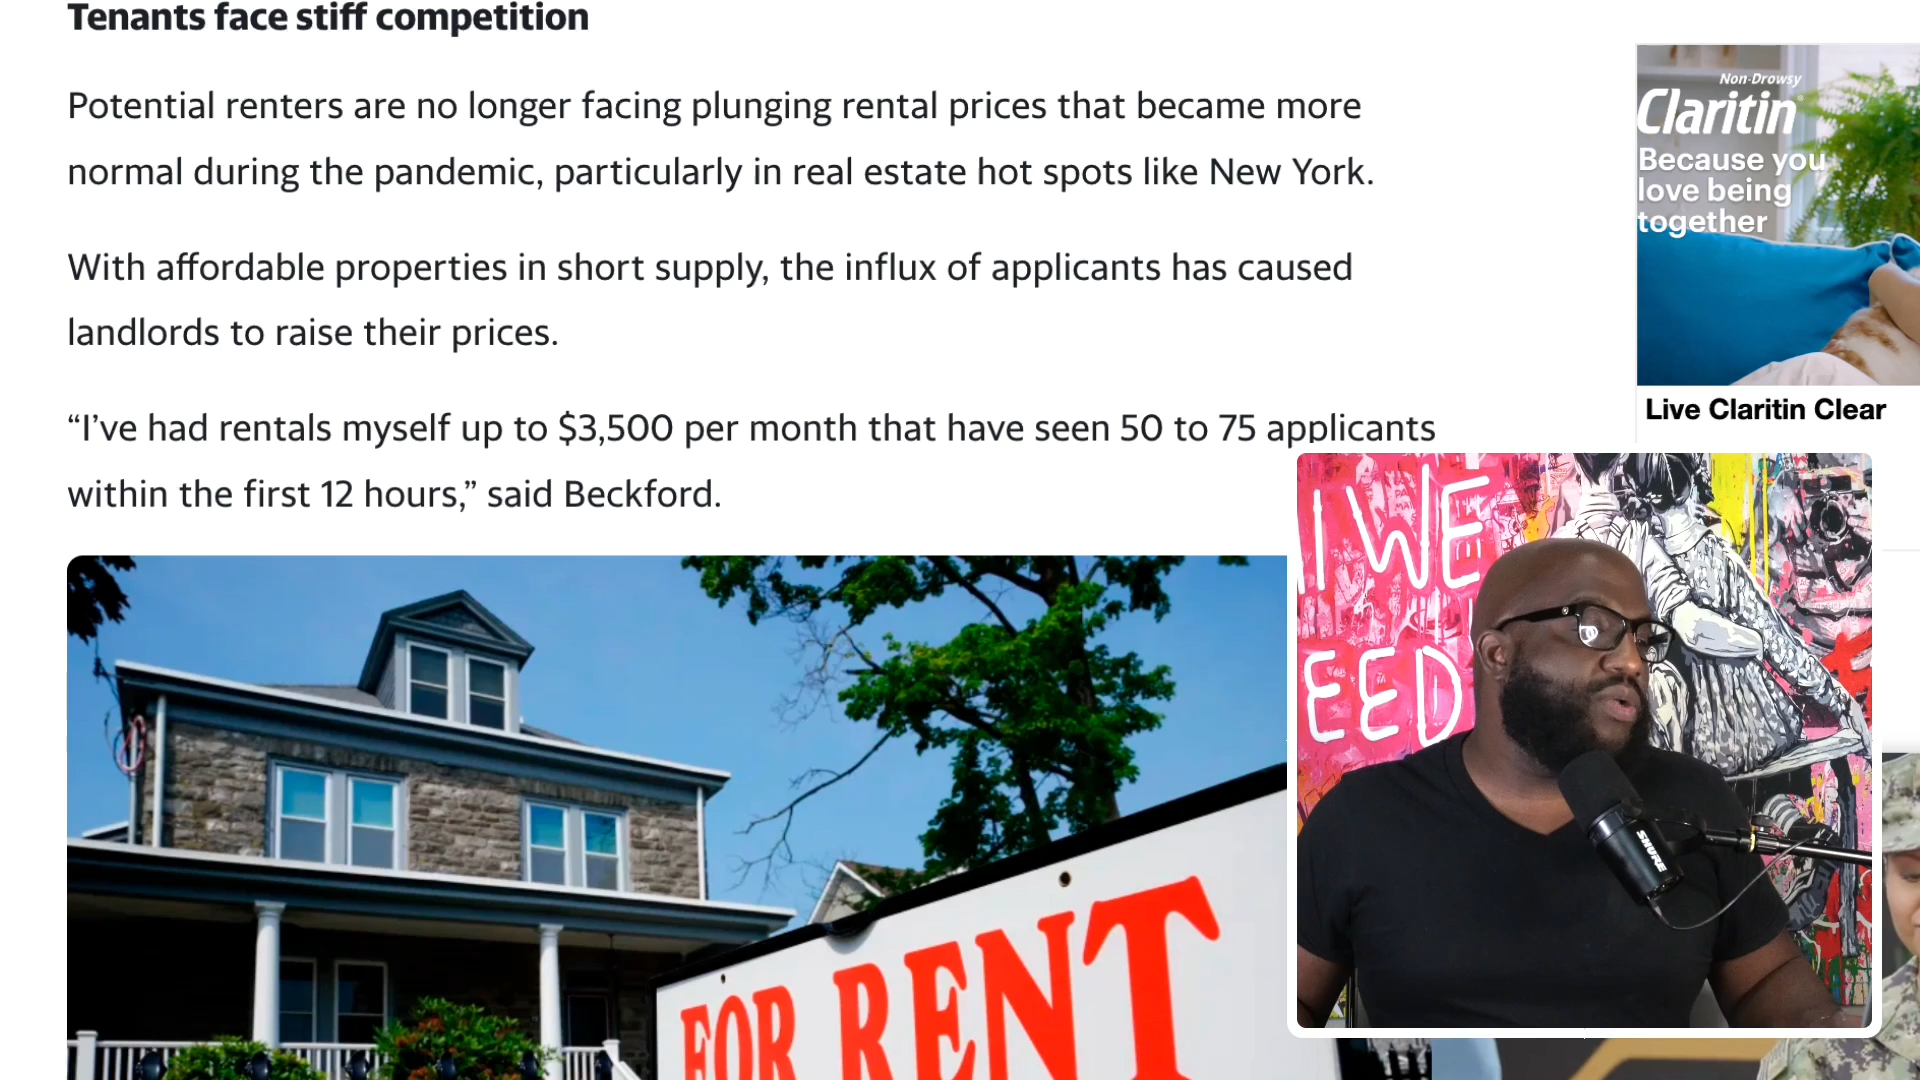 Tenants face stiff competition
Potential renters are no longer facing plunging rental prices that became more
normal during the pandemic, particularly in real estate hot spots like New York.
With affordable properties in short supply, the influx of applicants has caused
landlords to raise their prices.
“I’ve had rentals myself up to $3,500 per month that have seen 50 to 75 applicants
within the first 12 hours,” said Beckford.
Non-Drowsy
Claritin
Because you
love being
together
Live Claritin Clear
FOR RENT
WE
EED
SHURE